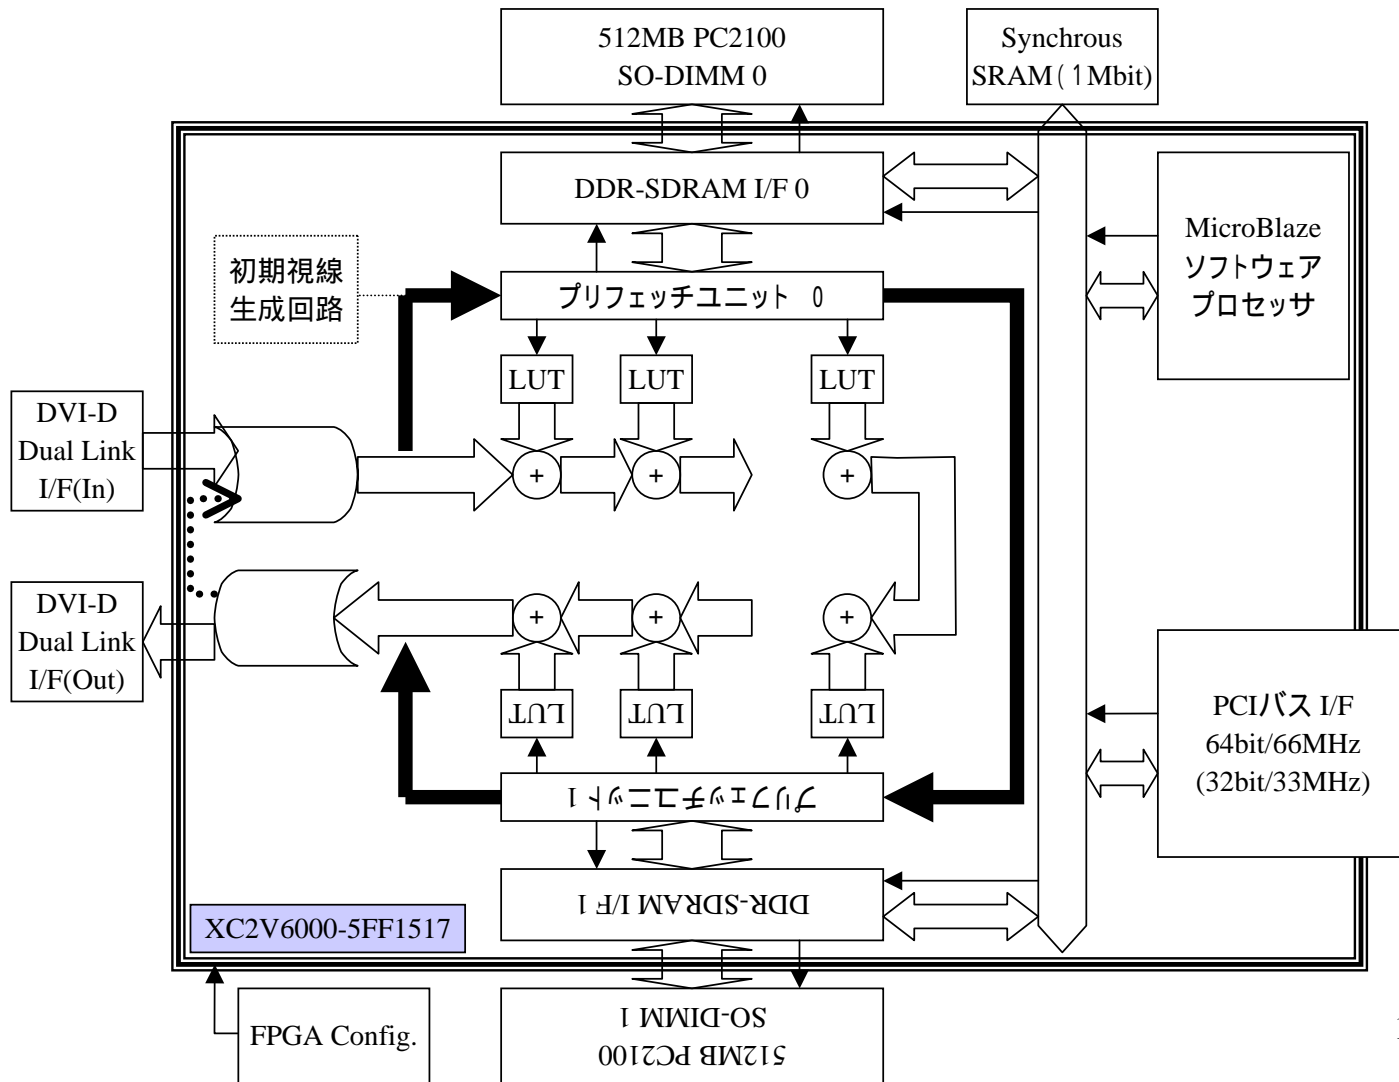 512MB PC2100
SO-DIMM 0
Synchrous
SRAM(1Mbit)
DDR-SDRAM I/F 0
MicroBlaze
ソフトウェア
プロセッサ
初期視線
生成回路
プリフェッチユニット 0
LUT
LUT
LUT
DVI-D
Dual Link
I/F(In)
+
+
+
DVI-D
Dual Link
I/F(Out)
+
+
+
LUT
LUT
LUT
PCIバス I/F
64bit/66MHz
(32bit/33MHz)
プリフェッチユニット 1
DDR-SDRAM I/F 1
XC2V6000-5FF1517
FPGA Config.
512MB PC2100
SO-DIMM 1